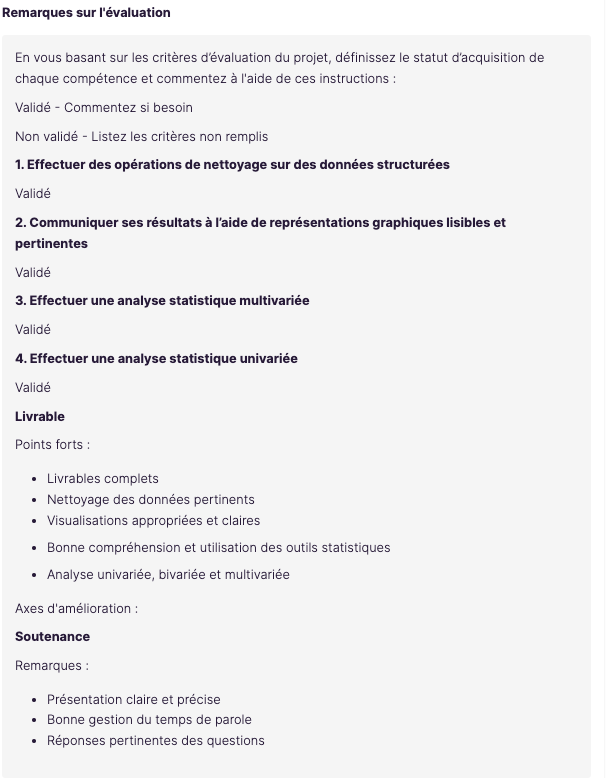 Remarques sur l'évaluation
En vous basant sur les critères d’évaluation du projet, définissez le statut d’acquisition de
chaque compétence et commentez à l'aide de ces instructions :
Validé - Commentez si besoin
Non validé - Listez les critères non remplis
1. Effectuer des opérations de nettoyage sur des données structurées
Validé
2. Communiquer ses résultats à l’aide de représentations graphiques lisibles et
pertinentes
Validé
3. Effectuer une analyse statistique multivariée
Validé
4. Effectuer une analyse statistique univariée
Validé
Livrable
Points forts :
• Livrables complets
• Nettoyage des données pertinents
• Visualisations appropriées et claires
• Bonne compréhension et utilisation des outils statistiques
• Analyse univariée, bivariée et multivariée
Axes d'amélioration :
Soutenance
Remarques :
• Présentation claire et précise
• Bonne gestion du temps de parole
• Réponses pertinentes des questions